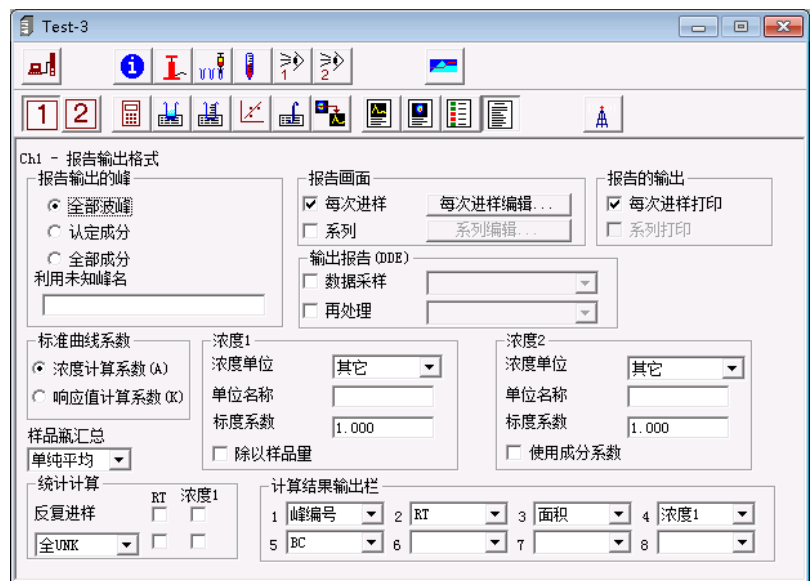 Test-3
1 2
1 2
Ch1 - 报告输出格式
报告输出的峰
全部波峰
认定成分
全部成分
利用未知峰名
报告画面
每次进样 每次进样编辑...
系列 系列编辑...
报告的输出
每次进样打印
系列打印
输出报告(DDE)
数据采样
再处理
标准曲线系数
浓度计算系数(A)
响应值计算系数(K)
样品瓶汇总
单纯平均
浓度1
浓度单位 其它
单位名称
标度系数 1.000
除以样品量
浓度2
浓度单位 其它
单位名称
标度系数 1.000
使用成分系数
统计计算
RT 浓度1
反复进样
全UNK
计算结果输出栏
1 峰编号 2 RT 3 面积 4 浓度1
5 BC 6 7 8